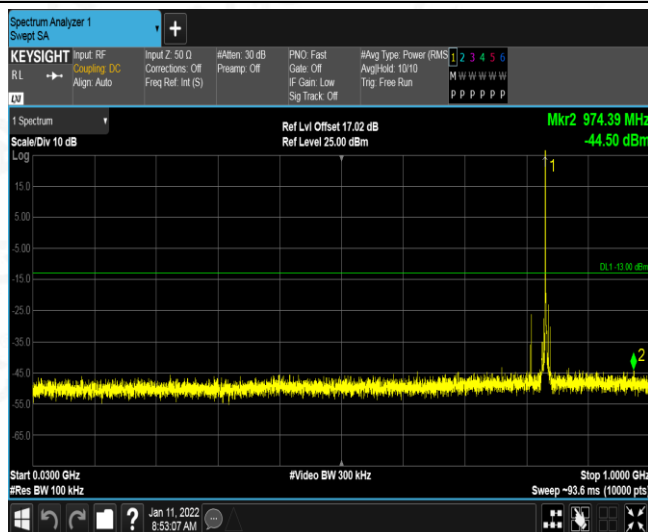 Spectrum Analyzer 1
Swept SA
KEYSIGHT
RL
LXI
Input: RF
Coupling: DC
Align: Auto
Input Z: 50 Ω
Corrections: Off
Freq Ref: Int (S)
#Atten: 30 dB
Preamp: Off
PNO: Fast
Gate: Off
IF Gain: Low
Sig Track: Off
#Avg Type: Power (RMS
Avg|Hold: 10/10
Trig: Free Run
1 2 3 4 5 6
M W W W W W
P P P P P P
1 Spectrum
Scale/Div 10 dB
Ref Lvl Offset 17.02 dB
Ref Level 25.00 dBm
Mkr2 974.39 MHz
-44.50 dBm
Log
15.0
5.00
-5.00
-15.0
-25.0
-35.0
-45.0
-55.0
-65.0
1
DL1 -13.00 dBm
2
Start 0.0300 GHz
#Res BW 100 kHz
#Video BW 300 kHz
Stop 1.0000 GHz
Sweep ~93.6 ms (10000 pts)
?
Jan 11, 2022
8:53:07 AM